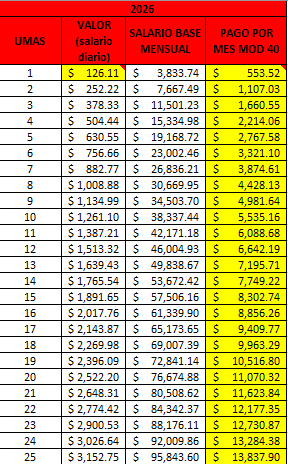 2026
UMAS VALOR (salario diario) SALARIO BASE MENSUAL PAGO POR MES MOD 40
1 $ 126.11 $ 3,833.74 $ 553.52
2 $ 252.22 $ 7,667.49 $ 1,107.03
3 $ 378.33 $ 11,501.23 $ 1,660.55
4 $ 504.44 $ 15,334.98 $ 2,214.06
5 $ 630.55 $ 19,168.72 $ 2,767.58
6 $ 756.66 $ 23,002.46 $ 3,321.10
7 $ 882.77 $ 26,836.21 $ 3,874.61
8 $ 1,008.88 $ 30,669.95 $ 4,428.13
9 $ 1,134.99 $ 34,503.70 $ 4,981.64
10 $ 1,261.10 $ 38,337.44 $ 5,535.16
11 $ 1,387.21 $ 42,171.18 $ 6,088.68
12 $ 1,513.32 $ 46,004.93 $ 6,642.19
13 $ 1,639.43 $ 49,838.67 $ 7,195.71
14 $ 1,765.54 $ 53,672.42 $ 7,749.22
15 $ 1,891.65 $ 57,506.16 $ 8,302.74
16 $ 2,017.76 $ 61,339.90 $ 8,856.26
17 $ 2,143.87 $ 65,173.65 $ 9,409.77
18 $ 2,269.98 $ 69,007.39 $ 9,963.29
19 $ 2,396.09 $ 72,841.14 $ 10,516.80
20 $ 2,522.20 $ 76,674.88 $ 11,070.32
21 $ 2,648.31 $ 80,508.62 $ 11,623.84
22 $ 2,774.42 $ 84,342.37 $ 12,177.35
23 $ 2,900.53 $ 88,176.11 $ 12,730.87
24 $ 3,026.64 $ 92,009.86 $ 13,284.38
25 $ 3,152.75 $ 95,843.60 $ 13,837.90